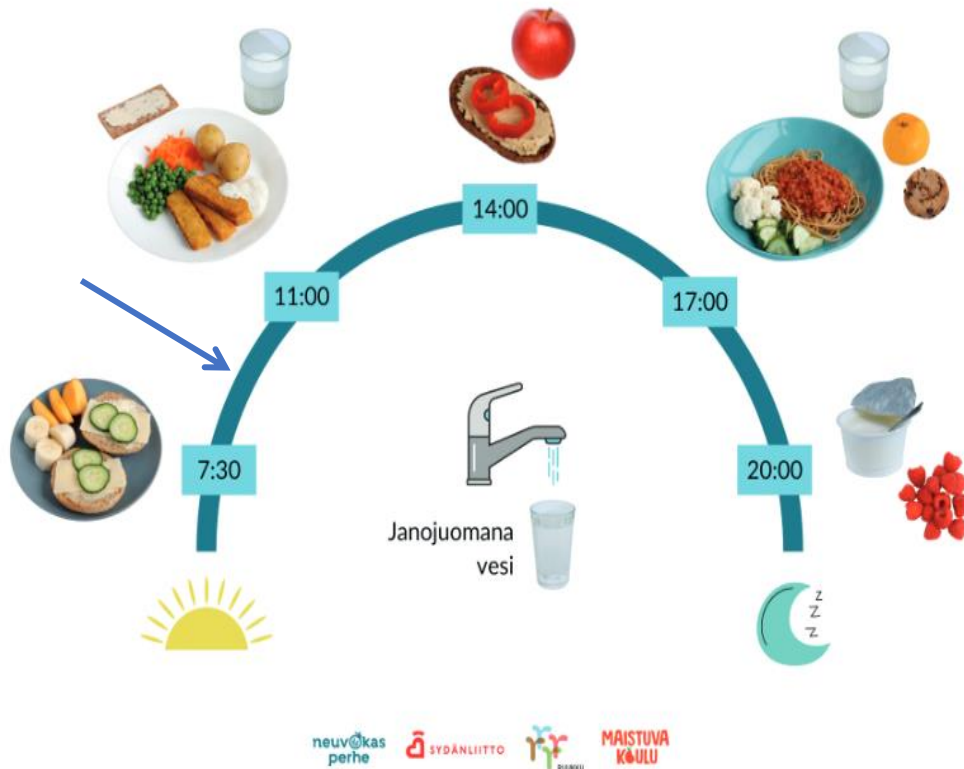 14:00
11:00
17:00
7:30
20:00
Janojuomana
vesi
z
z
z
neuvokas
perhe
SYDÄNLIITTO
MAISTUVA
KOULU